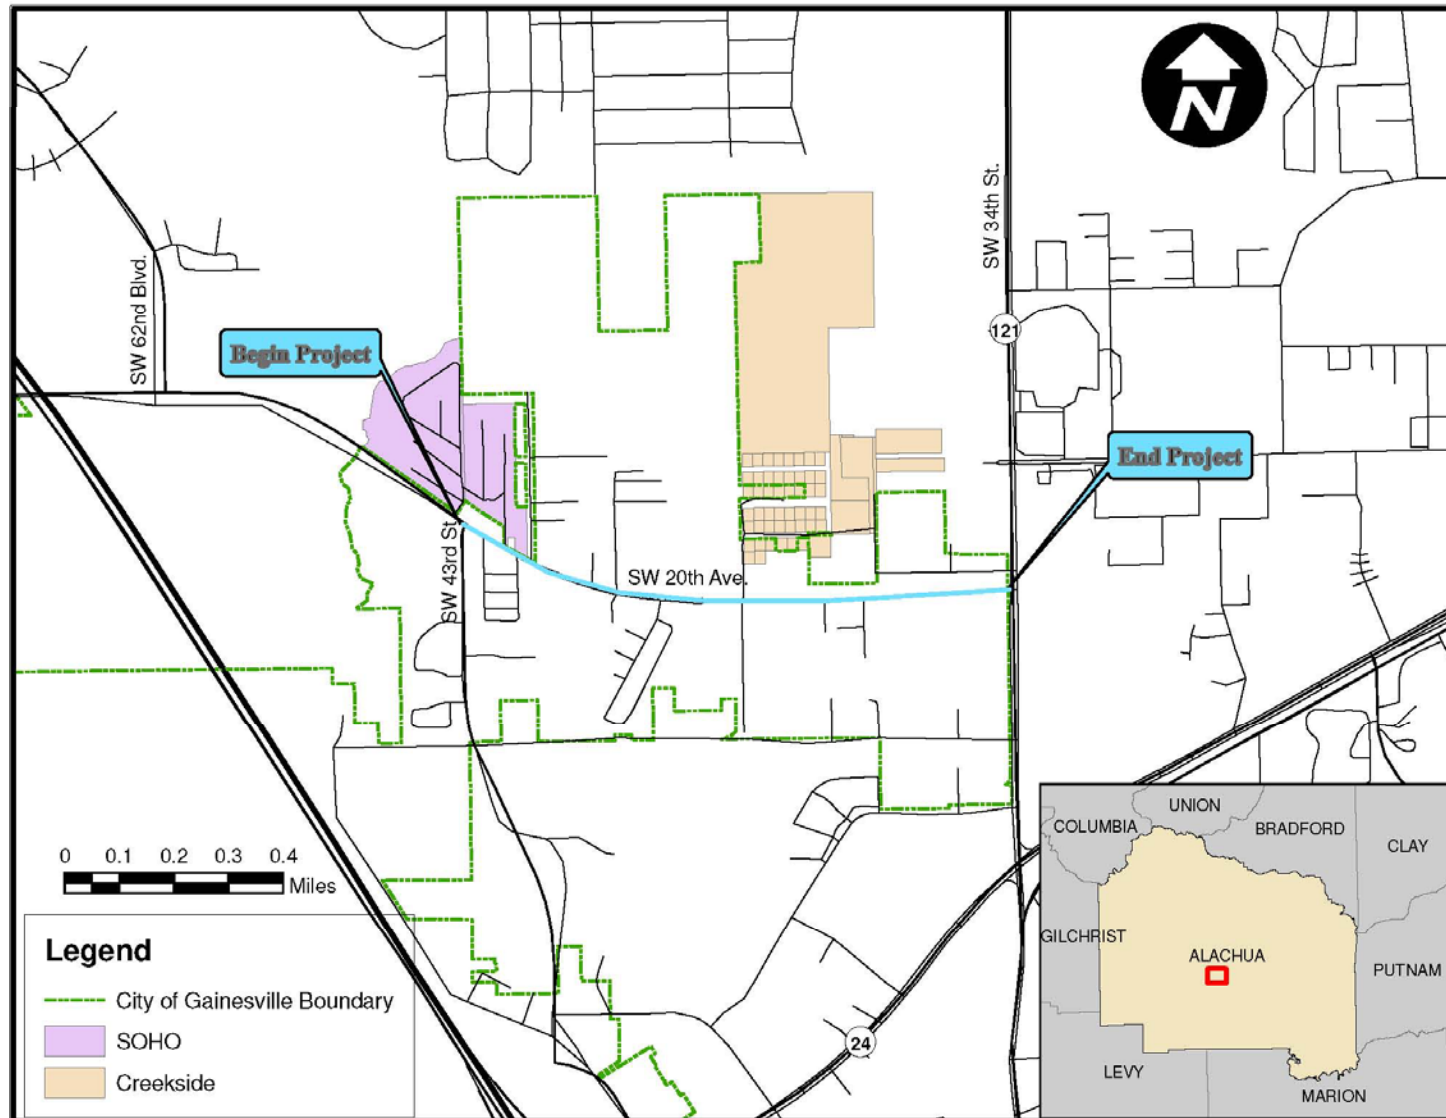 N
SW 34th St.
SW 62nd Blvd.
121
Begin Project
End Project
SW 43rd St
SW 20th Ave.
UNION
COLUMBIA
BRADFORD
CLAY
0 0.1 0.2 0.3 0.4
Miles
GILCHRIST
ALACHUA
PUTNAM
Legend
City of Gainesville Boundary
SOHO
Creekside
24
LEVY
MARION